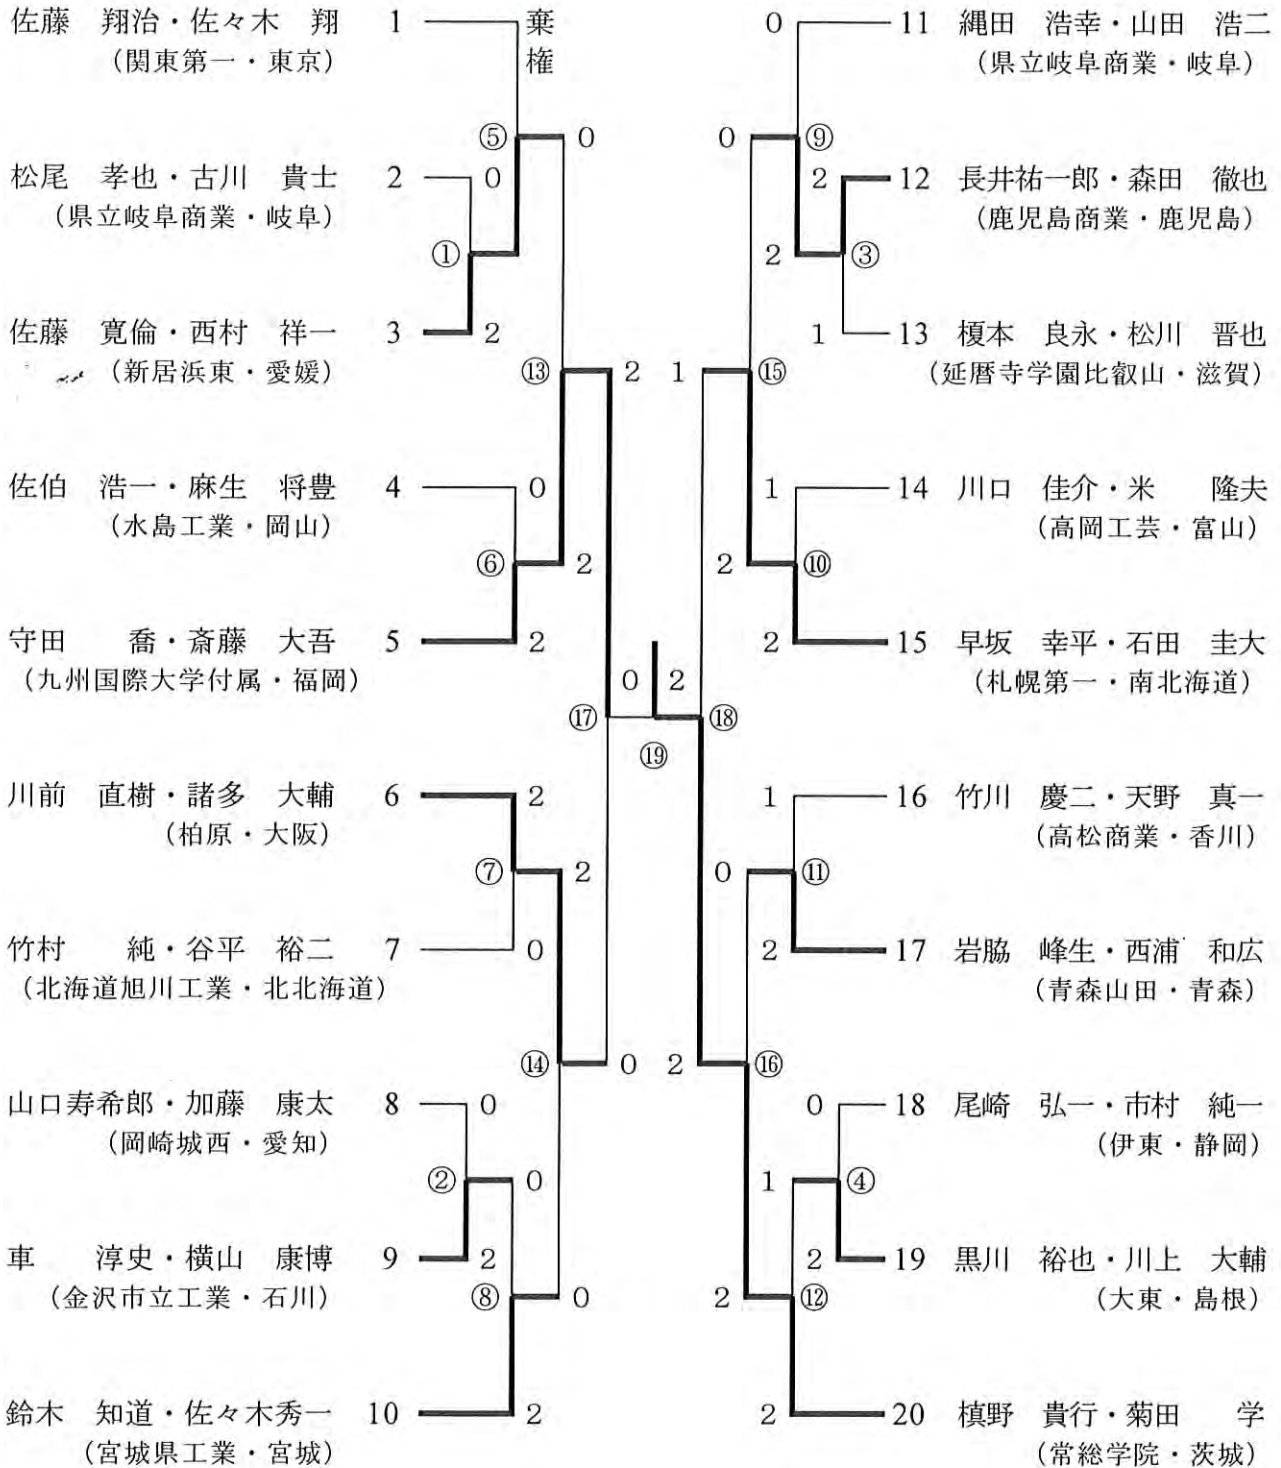 佐藤　翔治・佐々木　翔　1
（関東第一・東京）
棄権
⑤ 0
松尾　孝也・古川　貴士　2　0
（県立岐阜商業・岐阜）
①
佐藤　寛倫・西村　祥一　3　2
（新居浜東・愛媛）
⑬ 2
佐伯　浩一・麻生　将豊　4　0
（水島工業・岡山）
⑥ 2
守田　　喬・斎藤　大吾　5　2
（九州国際大学付属・福岡）
⑰ 0 2 ⑱
⑲
川前　直樹・諸多　大輔　6　2
（柏原・大阪）
⑦ 2
竹村　　純・谷平　裕二　7　0
（北海道旭川工業・北北海道）
⑭ 0
山口寿希郎・加藤　康太　8　0
（岡崎城西・愛知）
② 0
車　　淳史・横山　康博　9　2
（金沢市立工業・石川）
⑧ 0
鈴木　知道・佐々木秀一　10　2
（宮城県工業・宮城）
0　11　縄田　浩幸・山田　浩二
（県立岐阜商業・岐阜）
0 ⑨
2　12　長井祐一郎・森田　徹也
（鹿児島商業・鹿児島）
2 ③
1　13　榎本　良永・松川　晋也
（延暦寺学園比叡山・滋賀）
1 ⑮
1　14　川口　佳介・米　　隆夫
（高岡工芸・富山）
2 ⑩
2　15　早坂　幸平・石田　圭大
（札幌第一・南北海道）
1　16　竹川　慶二・天野　真一
（高松商業・香川）
0 ⑪
2　17　岩脇　峰生・西浦　和広
（青森山田・青森）
2 ⑯
0　18　尾崎　弘一・市村　純一
（伊東・静岡）
1 ④
2　19　黒川　裕也・川上　大輔
（大東・島根）
2 ⑫
2　20　槙野　貴行・菊田　　学
（常総学院・茨城）